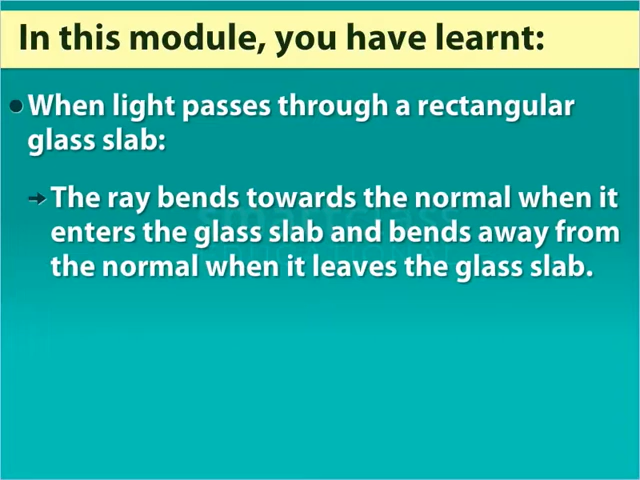 In this module, you have learnt:
When light passes through a rectangular
glass slab:
The ray bends towards the normal when it
enters the glass slab and bends away from
the normal when it leaves the glass slab.